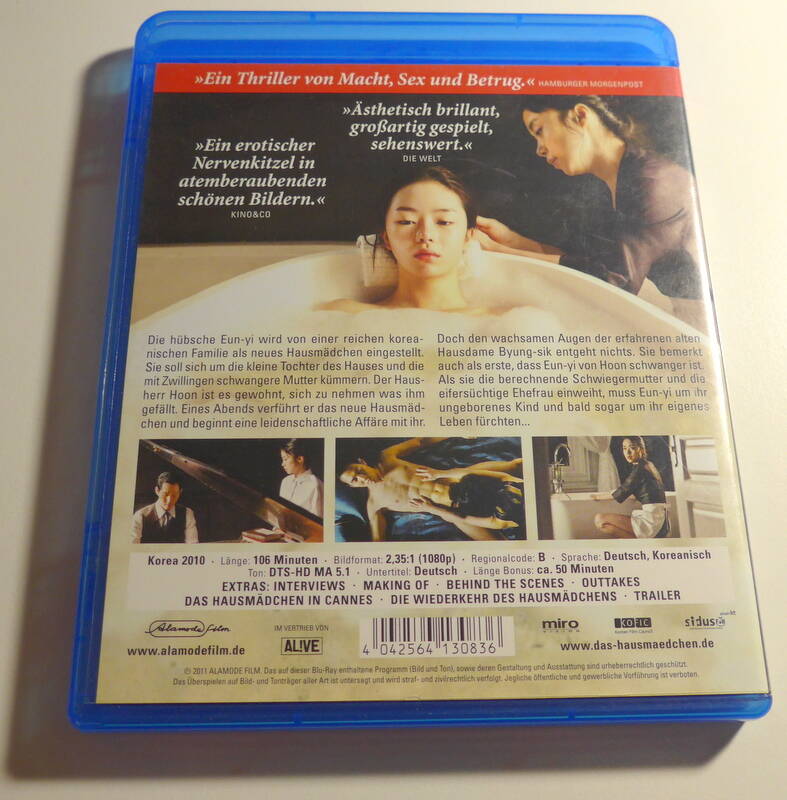 »Ein Thriller von Macht, Sex und Betrug.« HAMBURGER MORGENPOST
»Ästhetisch brillant,
großartig gespielt,
sehenswert.«
DIE WELT
»Ein erotischer
Nervenkitzel in
atemberaubenden
schönen Bildern.«
KINO&CO
Die hübsche Eun-yi wird von einer reichen korea-
nischen Familie als neues Hausmädchen eingestellt.
Sie soll sich um die kleine Tochter des Hauses und die
mit Zwillingen schwangere Mutter kümmern. Der Haus-
herr Hoon ist es gewohnt, sich zu nehmen was ihm
gefällt. Eines Abends verführt er das neue Hausmäd-
chen und beginnt eine leidenschaftliche Affäre mit ihr.
Doch den wachsamen Augen der erfahrenen alten
Hausdame Byung-sik entgeht nichts. Sie bemerkt
auch als erste, dass Eun-yi von Hoon schwanger ist.
Als sie die berechnende Schwiegermutter und die
eifersüchtige Ehefrau einweiht, muss Eun-yi um ihr
ungeborenes Kind und bald sogar um ihr eigenes
Leben fürchten...
Korea 2010 · Länge: 106 Minuten · Bildformat: 2,35:1 (1080p) · Regionalcode: B · Sprache: Deutsch, Koreanisch
Ton: DTS-HD MA 5.1 · Untertitel: Deutsch · Länge Bonus: ca. 50 Minuten
EXTRAS: INTERVIEWS · MAKING OF · BEHIND THE SCENES · OUTTAKES
DAS HAUSMÄDCHEN IN CANNES · DIE WIEDERKEHR DES HAUSMÄDCHENS · TRAILER
Alamode Film
www.alamodefilm.de
IM VERTRIEB VON
AL!VE
4 042564 130836
miro
VISION
KOFIC
Korean Film Council
sidus
www.das-hausmaedchen.de
© 2011 ALAMODE FILM. Das auf dieser Blu-Ray enthaltene Programm (Bild und Ton), sowie deren Gestaltung und Ausstattung sind urheberrechtlich geschützt.
Das Überspielen auf Bild- und Tonträger aller Art ist untersagt und wird straf- und zivilrechtlich verfolgt. Jegliche öffentliche und gewerbliche Vorführung ist verboten.